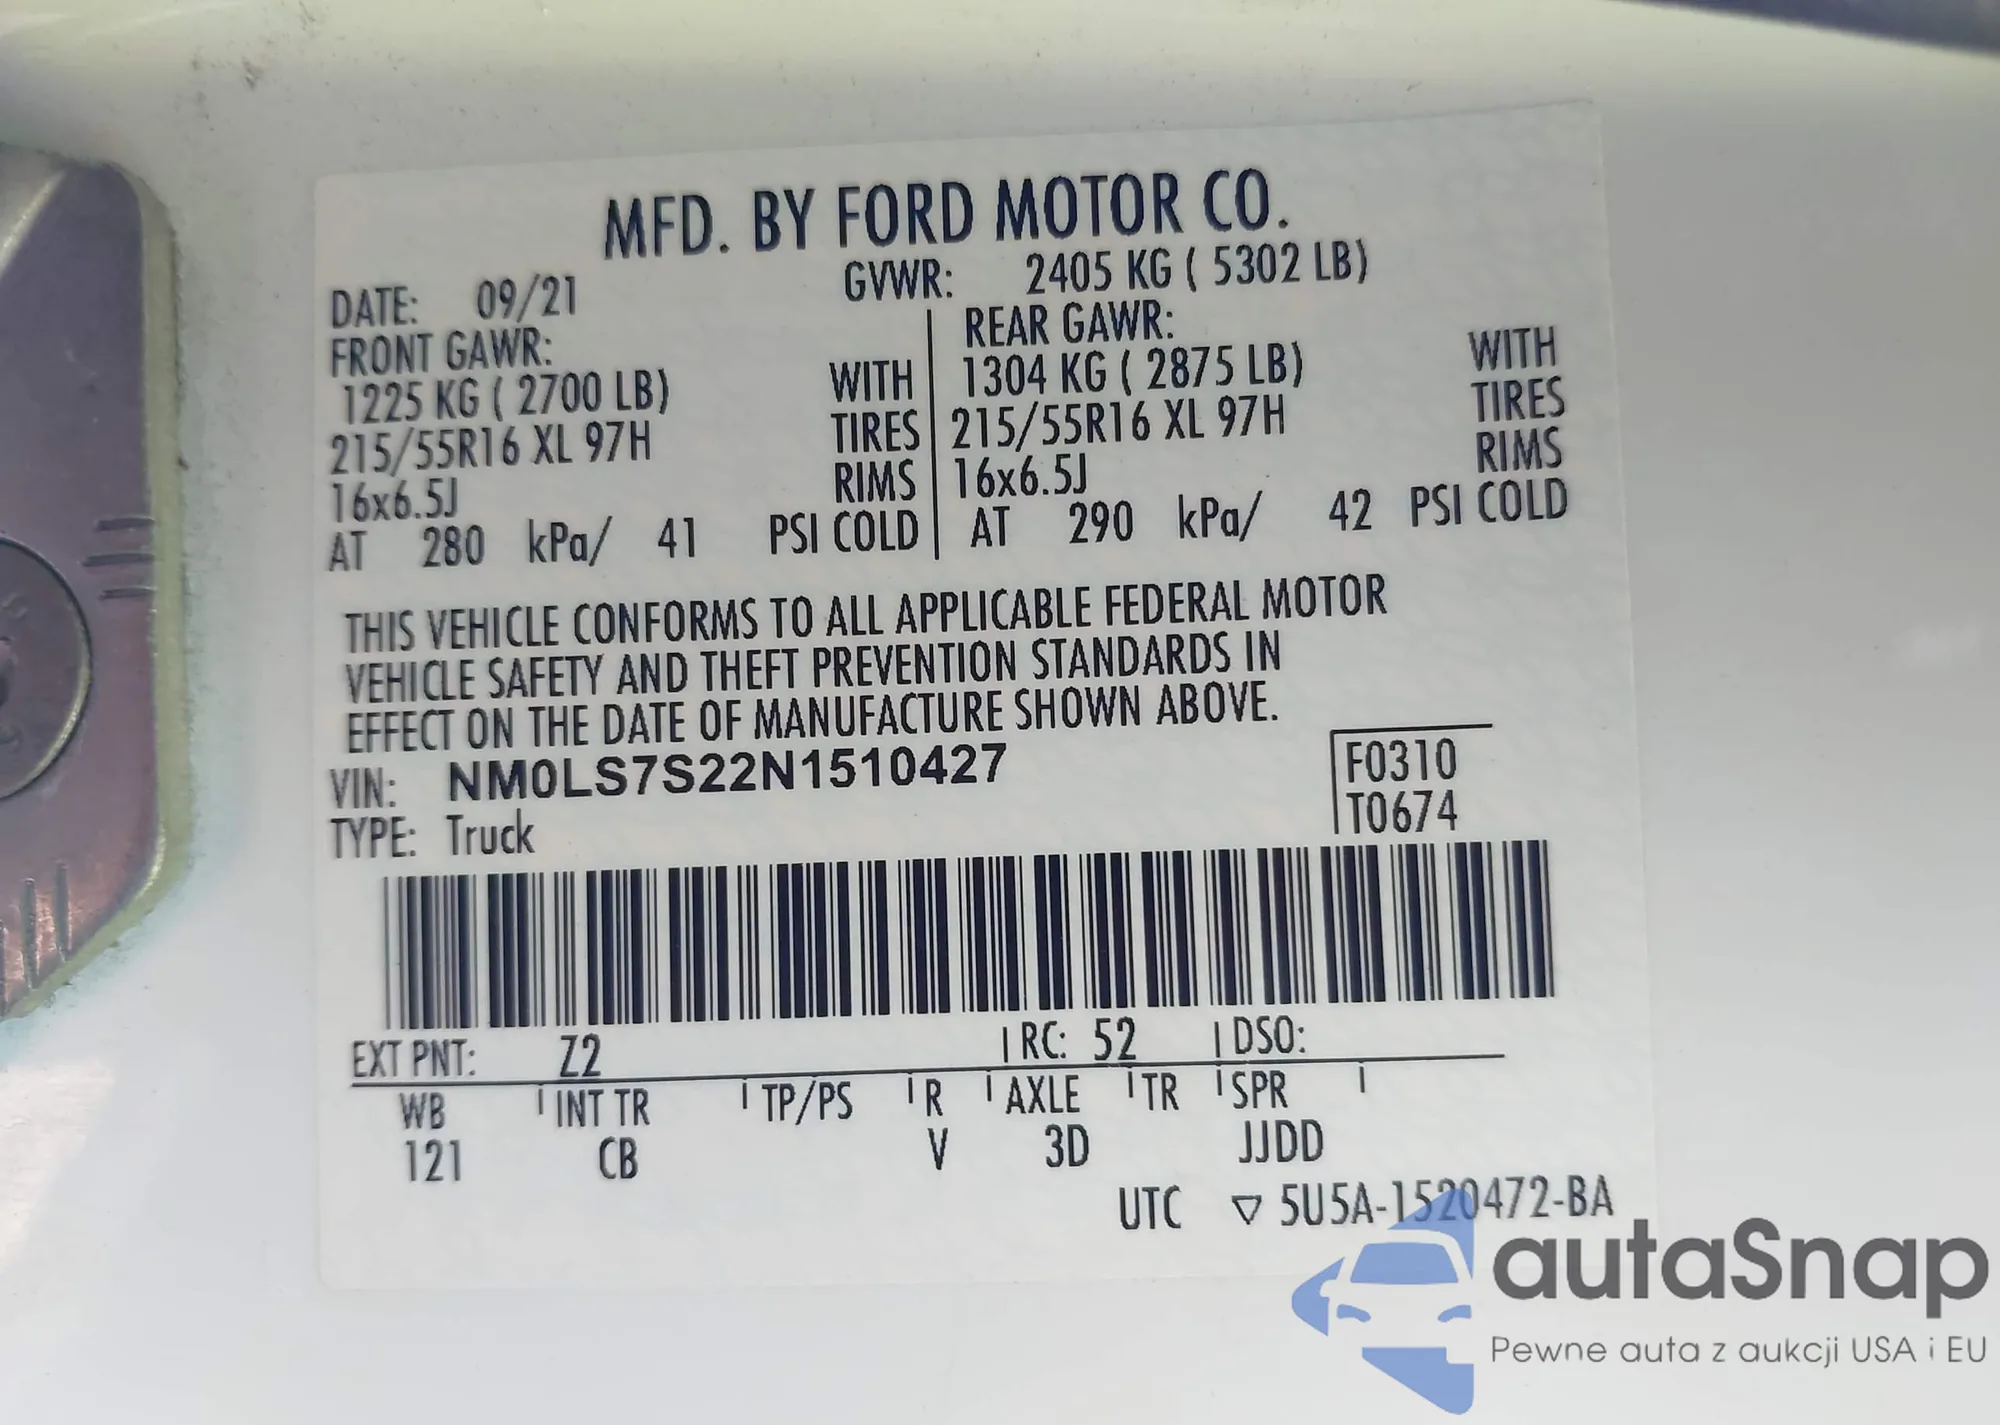 MFD. BY FORD MOTOR CO.
DATE: 09/21 GVWR: 2405 KG ( 5302 LB)
FRONT GAWR: REAR GAWR:
1225 KG ( 2700 LB) WITH 1304 KG ( 2875 LB) WITH
215/55R16 XL 97H TIRES 215/55R16 XL 97H TIRES
16x6.5J RIMS 16x6.5J RIMS
AT 280 kPa/ 41 PSI COLD AT 290 kPa/ 42 PSI COLD
THIS VEHICLE CONFORMS TO ALL APPLICABLE FEDERAL MOTOR
VEHICLE SAFETY AND THEFT PREVENTION STANDARDS IN
EFFECT ON THE DATE OF MANUFACTURE SHOWN ABOVE.
VIN: NM0LS7S22N1510427 F0310
TYPE: Truck T0674
EXT PNT: Z2 RC: 52 DSO:
WB INT TR TP/PS R AXLE TR SPR
121 CB V 3D JJDD
UTC ▽ 5U5A-1520472-BA
autaSnap
Pewne auta z aukcji USA i EU